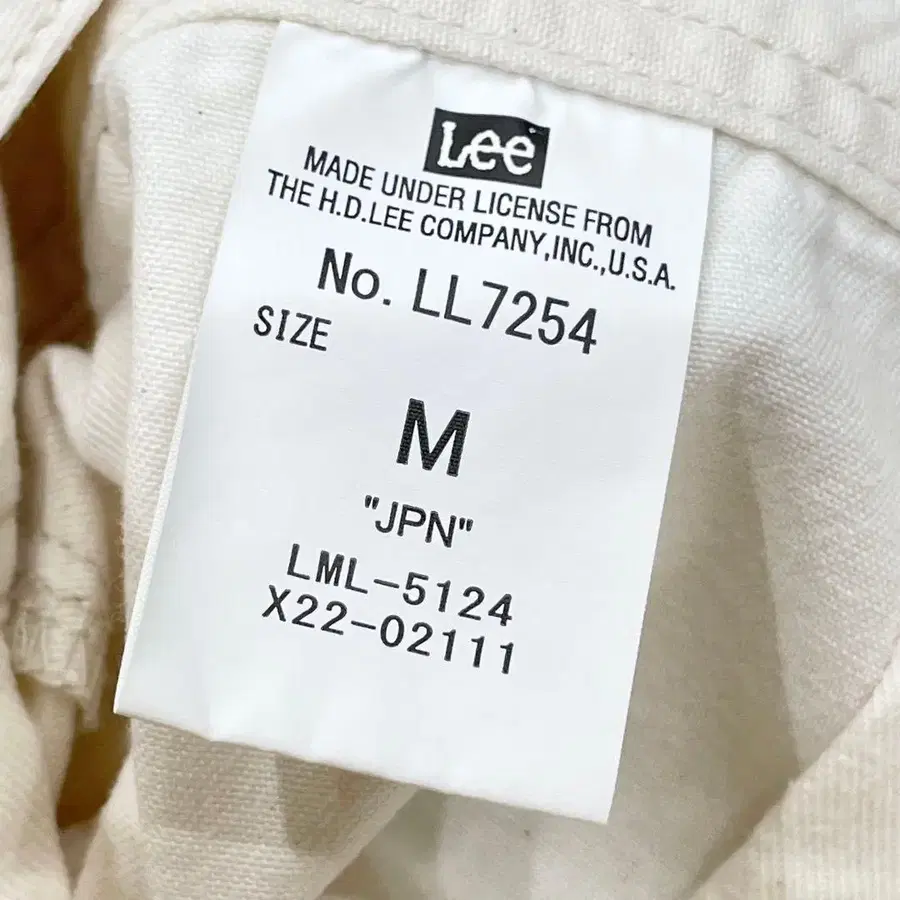 Lee
MADE UNDER LICENSE FROM
THE H.D.LEE COMPANY,INC.,U.S.A.
No. LL7254
SIZE
M
"JPN"
LML-5124
X22-02111